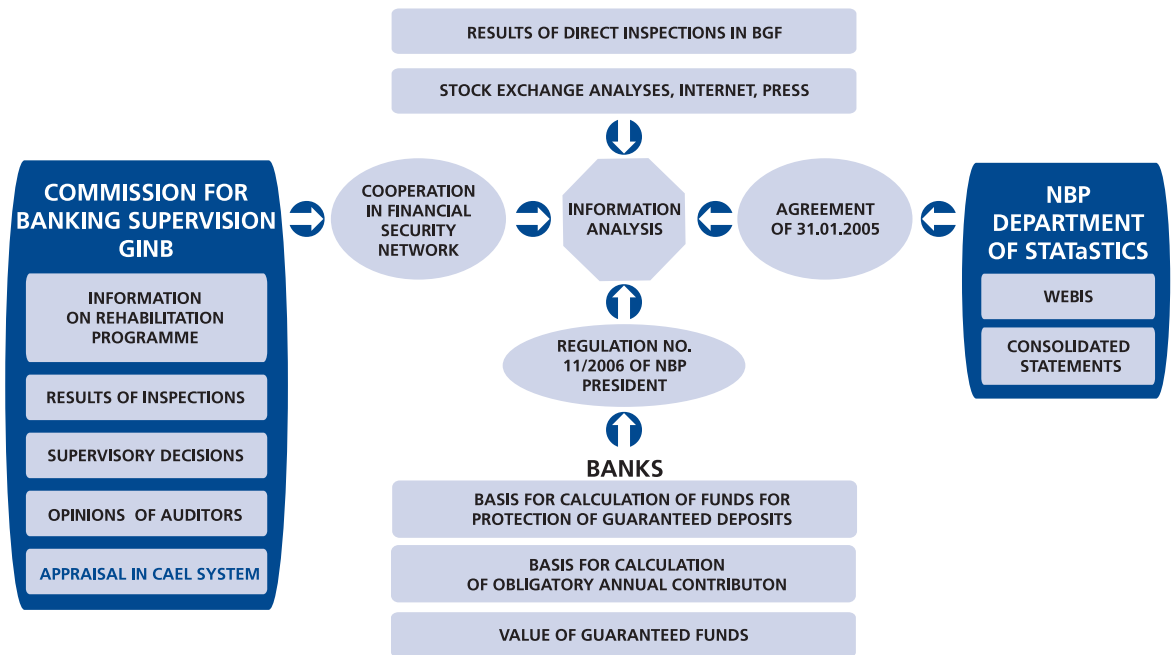 RESULTS OF DIRECT INSPECTIONS IN BGF
STOCK EXCHANGE ANALYSES, INTERNET, PRESS
COMMISSION FOR
BANKING SUPERVISION
GINB
INFORMATION
ON REHABILITATION
PROGRAMME
RESULTS OF INSPECTIONS
SUPERVISORY DECISIONS
OPINIONS OF AUDITORS
APPRAISAL IN CAEL SYSTEM
COOPERATION
IN FINANCIAL
SECURITY
NETWORK
INFORMATION
ANALYSIS
AGREEMENT
OF 31.01.2005
NBP
DEPARTMENT
OF STATaSTICS
WEBIS
CONSOLIDATED
STATEMENTS
REGULATION NO.
11/2006 OF NBP
PRESIDENT
BANKS
BASIS FOR CALCULATION OF FUNDS FOR
PROTECTION OF GUARANTEED DEPOSITS
BASIS FOR CALCULATION
OF OBLIGATORY ANNUAL CONTRIBUTON
VALUE OF GUARANTEED FUNDS